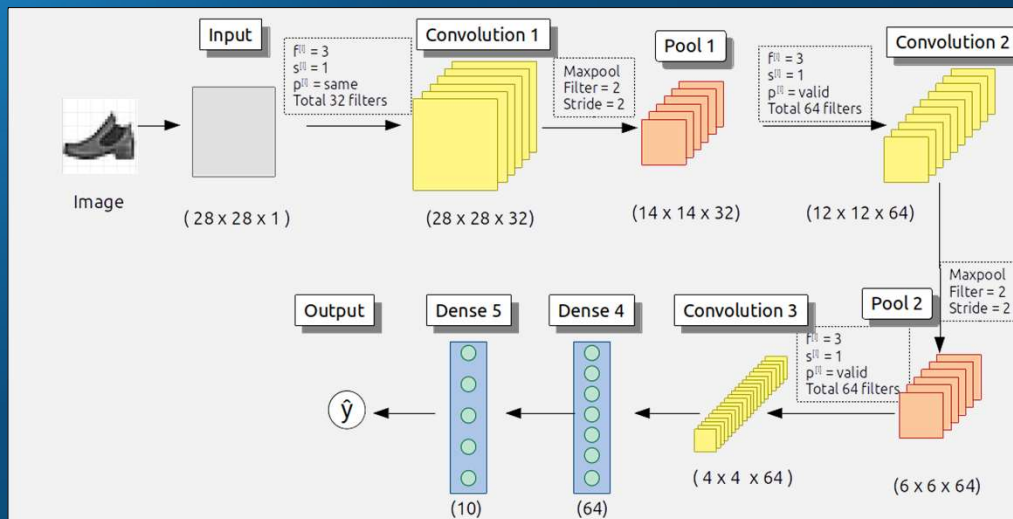 Input
f[l] = 3
s[l] = 1
p[l] = same
Total 32 filters
Convolution 1
Maxpool
Filter = 2
Stride = 2
Pool 1
f[l] = 3
s[l] = 1
p[l] = valid
Total 64 filters
Convolution 2
Image
( 28 x 28 x 1 )
(28 x 28 x 32)
(14 x 14 x 32)
(12 x 12 x 64)
Maxpool
Filter = 2
Stride = 2
Output
Dense 5
Dense 4
Convolution 3
Pool 2
f[l] = 3
s[l] = 1
p[l] = valid
Total 64 filters
ŷ
(10)
(64)
( 4 x 4 x 64)
(6 x 6 x 64)